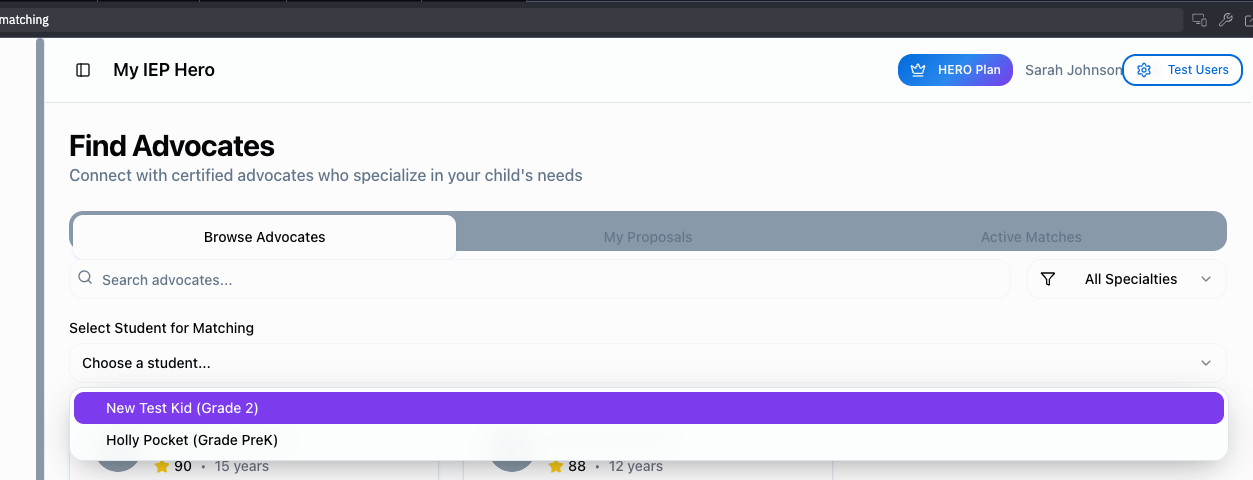 matching
My IEP Hero
HERO Plan
Sarah Johnson
Test Users
Find Advocates
Connect with certified advocates who specialize in your child's needs
Browse Advocates
My Proposals
Active Matches
Search advocates...
All Specialties
Select Student for Matching
Choose a student...
New Test Kid (Grade 2)
Holly Pocket (Grade PreK)
90 • 15 years
88 • 12 years